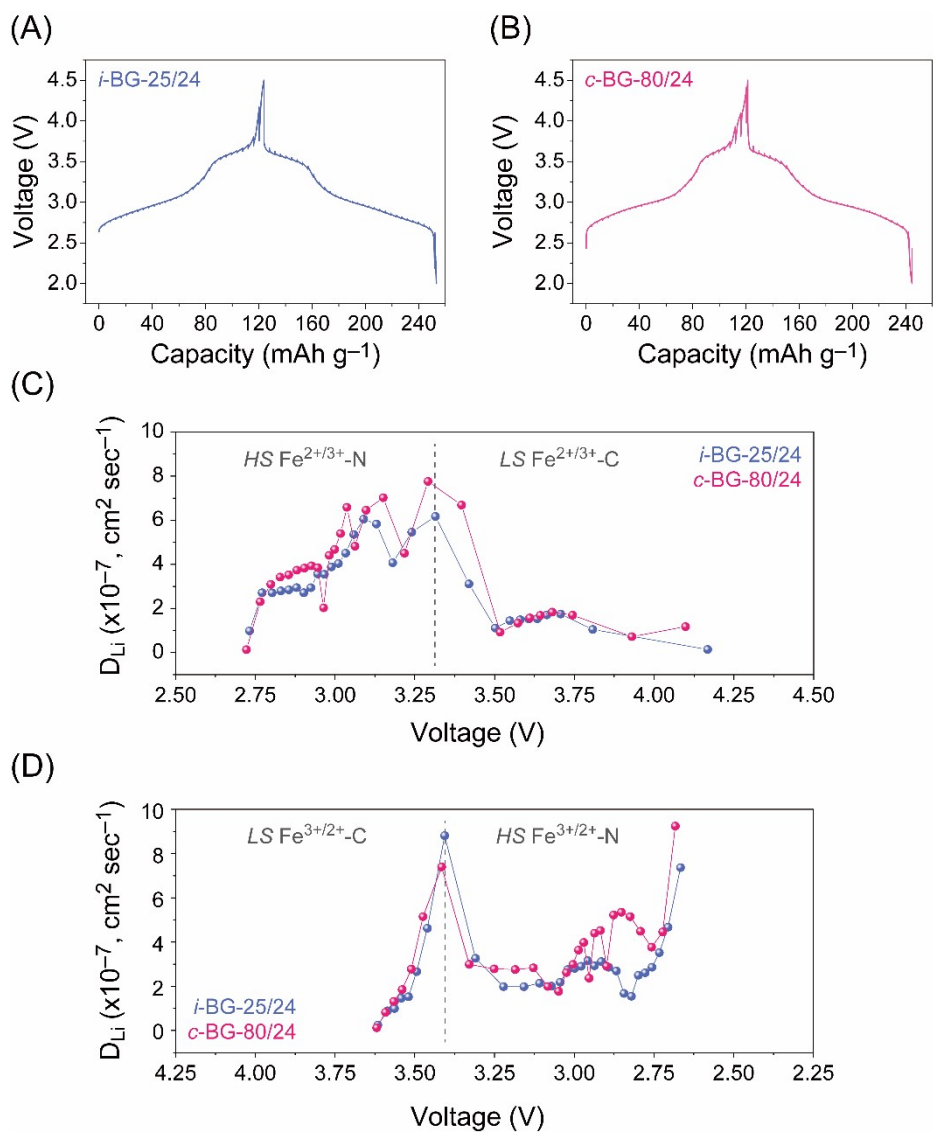 (A)
i-BG-25/24
4.5
4.0
3.5
3.0
2.5
2.0
Voltage (V)
0 40 80 120 160 200 240
Capacity (mAh g⁻¹)
(B)
c-BG-80/24
4.5
4.0
3.5
3.0
2.5
2.0
Voltage (V)
0 40 80 120 160 200 240
Capacity (mAh g⁻¹)
(C)
10
8
6
4
2
0
D_Li (x10⁻⁷, cm² sec⁻¹)
HS Fe²⁺/³⁺-N
LS Fe²⁺/³⁺-C
i-BG-25/24
c-BG-80/24
2.50 2.75 3.00 3.25 3.50 3.75 4.00 4.25 4.50
Voltage (V)
(D)
10
8
6
4
2
0
D_Li (x10⁻⁷, cm² sec⁻¹)
LS Fe³⁺/²⁺-C
HS Fe³⁺/²⁺-N
i-BG-25/24
c-BG-80/24
4.25 4.00 3.75 3.50 3.25 3.00 2.75 2.50 2.25
Voltage (V)